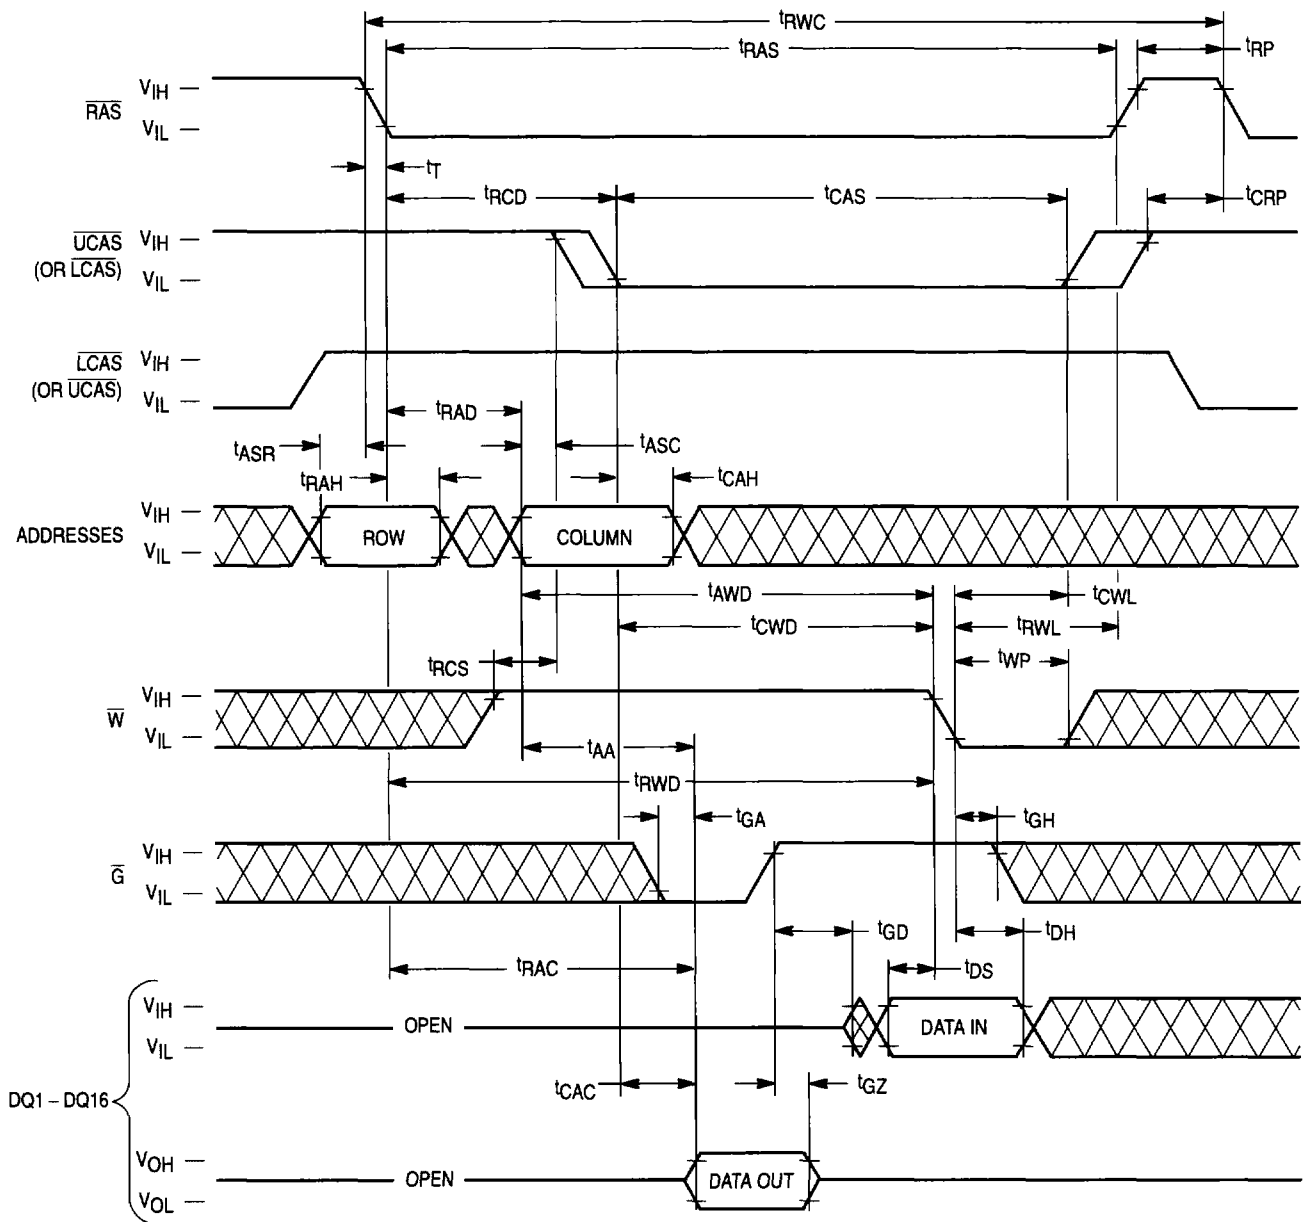 tRWC
tRAS
tRP
RAS
VIH
VIL
tT
tRCD
tCAS
tCRP
UCAS
(OR LCAS)
VIH
VIL
LCAS
(OR UCAS)
VIH
VIL
tRAD
tASR
tASC
tRAH
tCAH
ADDRESSES
VIH
VIL
ROW
COLUMN
tAWD
tCWL
tCWD
tRWL
tRCS
tWP
W
VIH
VIL
tAA
tRWD
tGA
tGH
G
VIH
VIL
tGD
tDH
tRAC
tDS
VIH
VIL
OPEN
DATA IN
tCAC
tGZ
DQ1 – DQ16
VOH
VOL
OPEN
DATA OUT